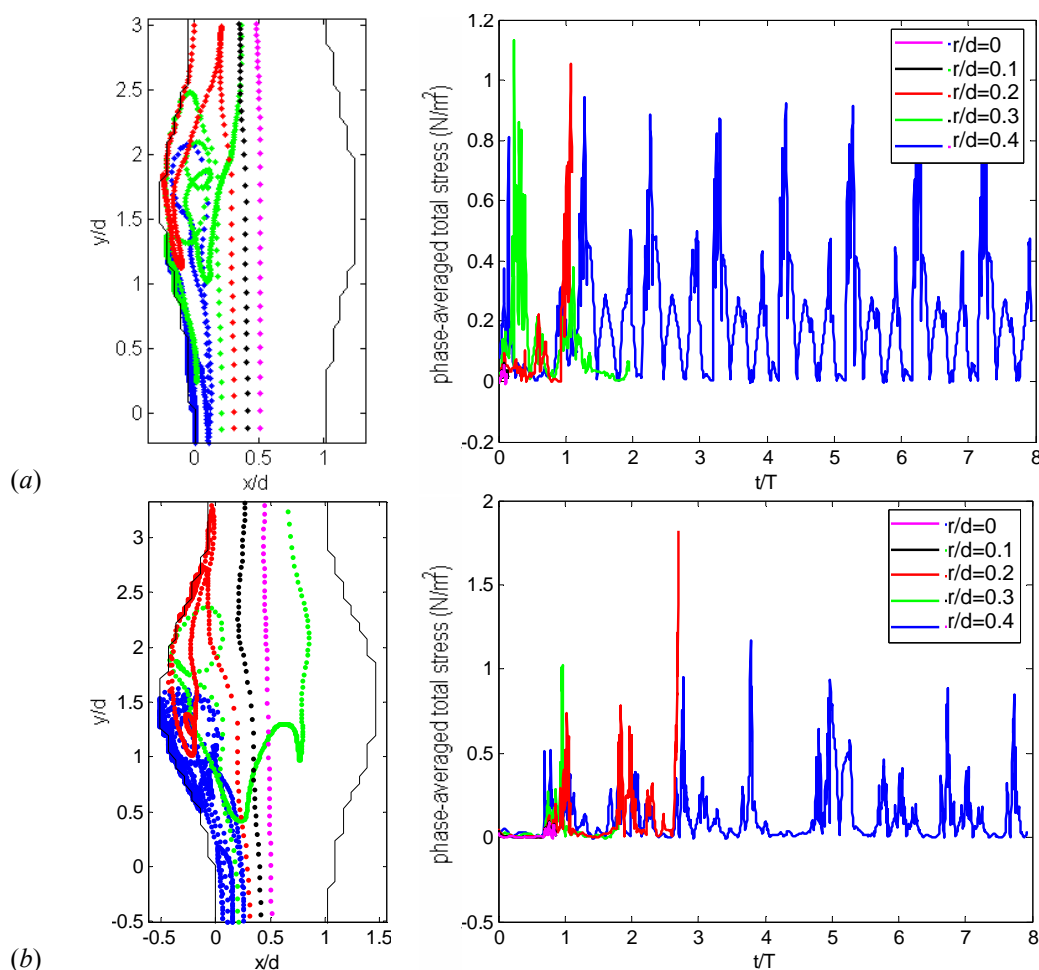 3
2.5
2
1.5
1
0.5
0
y/d
0 0.5 1
x/d
(a)
1.2
1
0.8
0.6
0.4
0.2
0
-0.2
phase-averaged total stress (N/m²)
0 1 2 3 4 5 6 7 8
t/T
r/d=0
r/d=0.1
r/d=0.2
r/d=0.3
r/d=0.4
3
2.5
2
1.5
1
0.5
0
-0.5
y/d
-0.5 0 0.5 1 1.5
x/d
(b)
2
1.5
1
0.5
0
-0.5
phase-averaged total stress (N/m²)
0 1 2 3 4 5 6 7 8
t/T
r/d=0
r/d=0.1
r/d=0.2
r/d=0.3
r/d=0.4